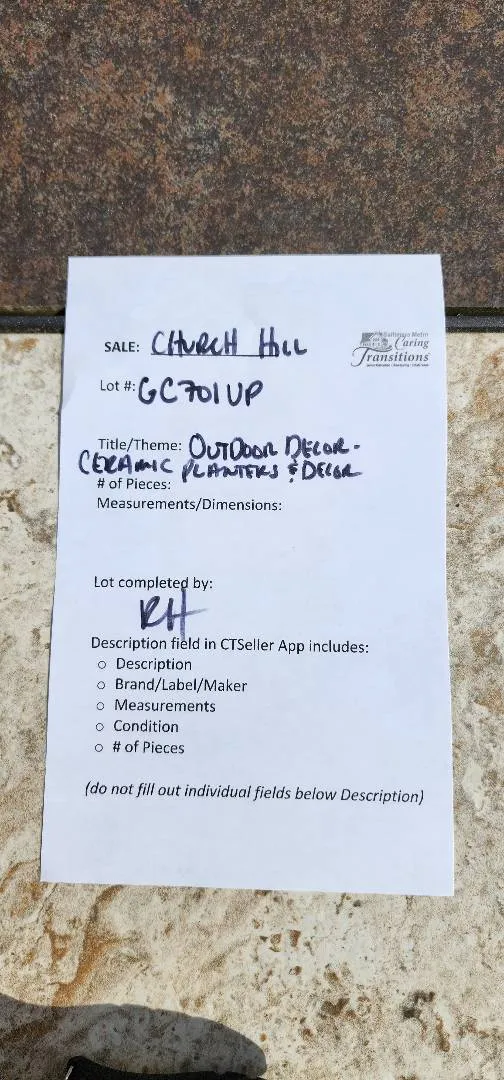 SALE: CHURCH HILL
Baltimore Metro
Caring
Transitions
Lot #: GC701UP
Title/Theme: OUTDOOR DECOR-
CERAMIC PLANTERS & DECOR
# of Pieces:
Measurements/Dimensions:
Lot completed by:
RH
Description field in CTSeller App includes:
○ Description
○ Brand/Label/Maker
○ Measurements
○ Condition
○ # of Pieces
(do not fill out individual fields below Description)